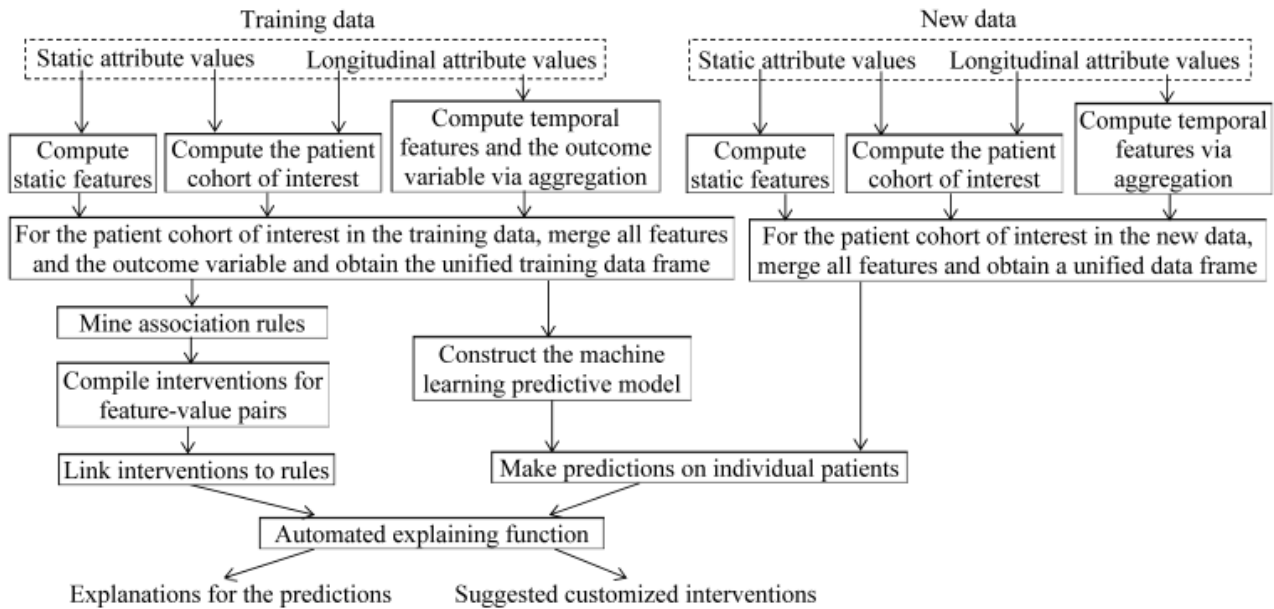 Training data
New data
Static attribute values
Longitudinal attribute values
Static attribute values
Longitudinal attribute values
Compute
static features
Compute the patient
cohort of interest
Compute temporal
features and the outcome
variable via aggregation
Compute
static features
Compute the patient
cohort of interest
Compute temporal
features via
aggregation
For the patient cohort of interest in the training data, merge all features
and the outcome variable and obtain the unified training data frame
For the patient cohort of interest in the new data,
merge all features and obtain a unified data frame
Mine association rules
Compile interventions for
feature-value pairs
Link interventions to rules
Construct the machine
learning predictive model
Make predictions on individual patients
Automated explaining function
Explanations for the predictions
Suggested customized interventions